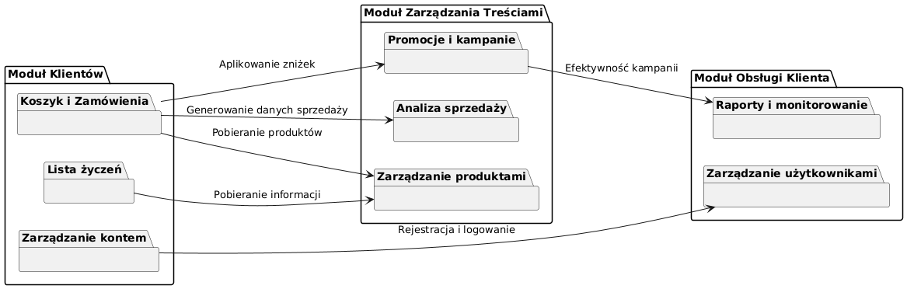 Moduł Klientów
Koszyk i Zamówienia
Lista życzeń
Zarządzanie kontem
Aplikowanie zniżek
Generowanie danych sprzedaży
Pobieranie produktów
Pobieranie informacji
Moduł Zarządzania Treściami
Promocje i kampanie
Analiza sprzedaży
Zarządzanie produktami
Rejestracja i logowanie
Efektywność kampanii
Moduł Obsługi Klienta
Raporty i monitorowanie
Zarządzanie użytkownikami